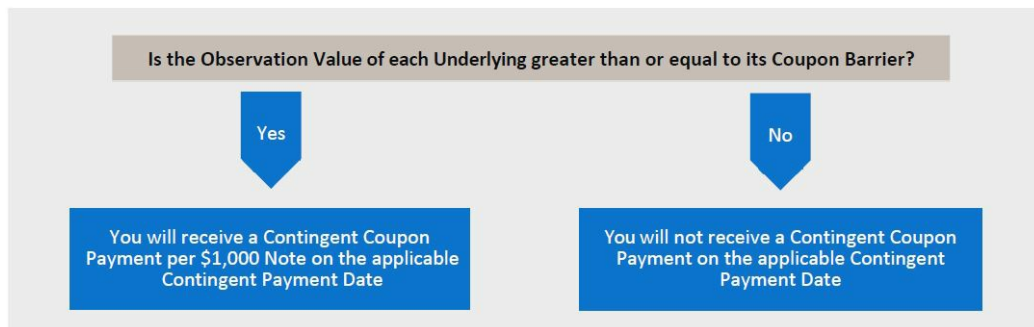 Is the Observation Value of each Underlying greater than or equal to its Coupon Barrier?
Yes
No
You will receive a Contingent Coupon
Payment per $1,000 Note on the applicable
Contingent Payment Date
You will not receive a Contingent Coupon
Payment on the applicable Contingent
Payment Date